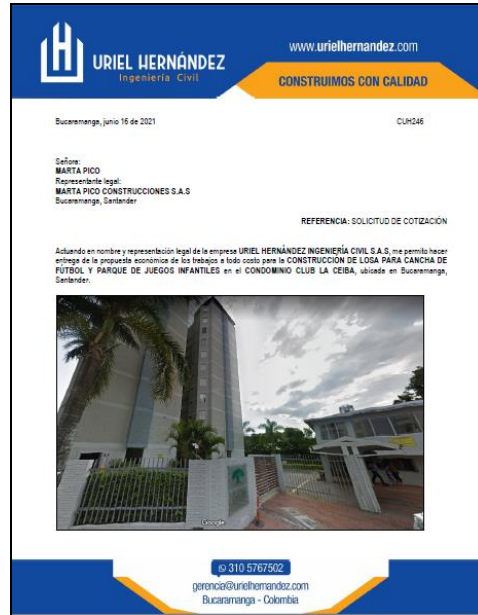 URIEL HERNÁNDEZ
Ingeniería Civil
www.urielhernandez.com
CONSTRUIMOS CON CALIDAD
Bucaramanga, junio 16 de 2021
CUH246
Señora:
MARTA PICO
Representante legal:
MARTA PICO CONSTRUCCIONES S.A.S
Bucaramanga, Santander
REFERENCIA: SOLICITUD DE COTIZACIÓN
Actuando en nombre y representación legal de la empresa URIEL HERNÁNDEZ INGENIERÍA CIVIL S.A.S, me permito hacer
entrega de la propuesta económica de los trabajos a todo costo para la CONSTRUCCIÓN DE LOSA PARA CANCHA DE
FÚTBOL Y PARQUE DE JUEGOS INFANTILES en el CONDOMINIO CLUB LA CEIBA, ubicada en Bucaramanga,
Santander.
Google
310 5767502
gerencia@urielhernandez.com
Bucaramanga - Colombia